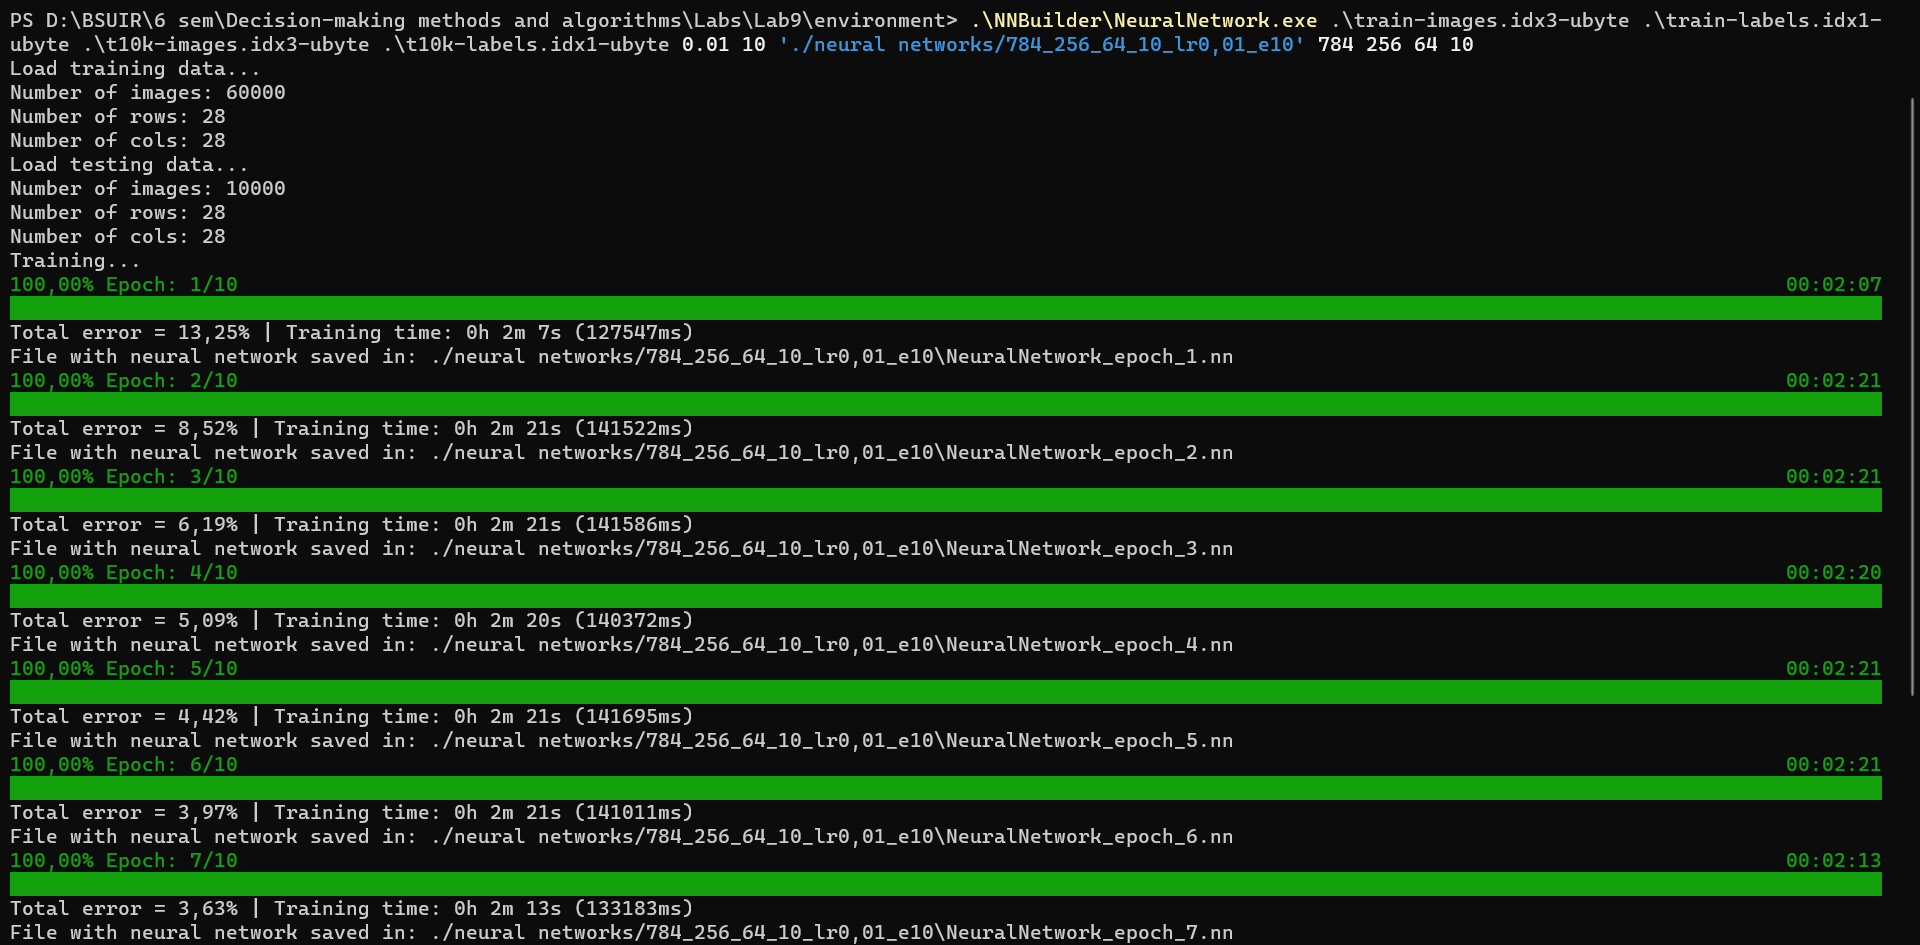 PS D:\BSUIR\6 sem\Decision-making methods and algorithms\Labs\Lab9\environment> .\NNBuilder\NeuralNetwork.exe .\train-images.idx3-ubyte .\train-labels.idx1-
ubyte .\t10k-images.idx3-ubyte .\t10k-labels.idx1-ubyte 0.01 10 './neural networks/784_256_64_10_lr0,01_e10' 784 256 64 10
Load training data...
Number of images: 60000
Number of rows: 28
Number of cols: 28
Load testing data...
Number of images: 10000
Number of rows: 28
Number of cols: 28
Training...
100,00% Epoch: 1/10 00:02:07
Total error = 13,25% | Training time: 0h 2m 7s (127547ms)
File with neural network saved in: ./neural networks/784_256_64_10_lr0,01_e10\NeuralNetwork_epoch_1.nn
100,00% Epoch: 2/10 00:02:21
Total error = 8,52% | Training time: 0h 2m 21s (141522ms)
File with neural network saved in: ./neural networks/784_256_64_10_lr0,01_e10\NeuralNetwork_epoch_2.nn
100,00% Epoch: 3/10 00:02:21
Total error = 6,19% | Training time: 0h 2m 21s (141586ms)
File with neural network saved in: ./neural networks/784_256_64_10_lr0,01_e10\NeuralNetwork_epoch_3.nn
100,00% Epoch: 4/10 00:02:20
Total error = 5,09% | Training time: 0h 2m 20s (140372ms)
File with neural network saved in: ./neural networks/784_256_64_10_lr0,01_e10\NeuralNetwork_epoch_4.nn
100,00% Epoch: 5/10 00:02:21
Total error = 4,42% | Training time: 0h 2m 21s (141695ms)
File with neural network saved in: ./neural networks/784_256_64_10_lr0,01_e10\NeuralNetwork_epoch_5.nn
100,00% Epoch: 6/10 00:02:21
Total error = 3,97% | Training time: 0h 2m 21s (141011ms)
File with neural network saved in: ./neural networks/784_256_64_10_lr0,01_e10\NeuralNetwork_epoch_6.nn
100,00% Epoch: 7/10 00:02:13
Total error = 3,63% | Training time: 0h 2m 13s (133183ms)
File with neural network saved in: ./neural networks/784_256_64_10_lr0,01_e10\NeuralNetwork_epoch_7.nn